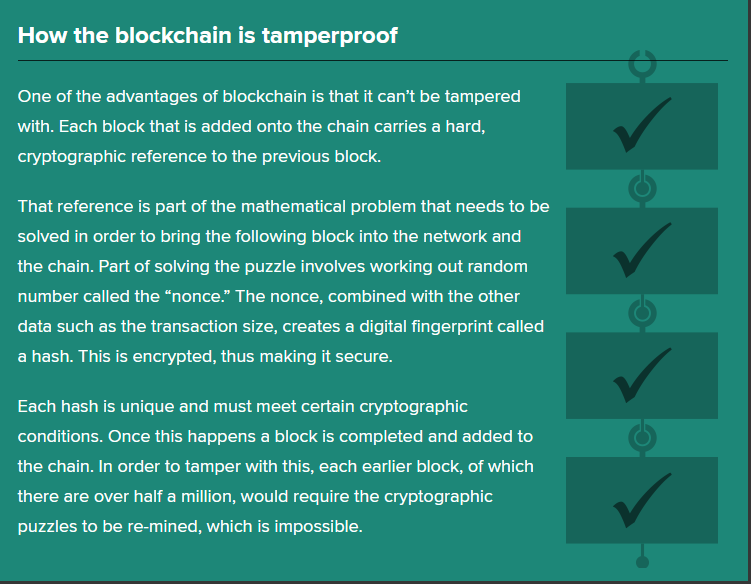 How the blockchain is tamperproof
One of the advantages of blockchain is that it can’t be tampered
with. Each block that is added onto the chain carries a hard,
cryptographic reference to the previous block.
That reference is part of the mathematical problem that needs to be
solved in order to bring the following block into the network and
the chain. Part of solving the puzzle involves working out random
number called the “nonce.” The nonce, combined with the other
data such as the transaction size, creates a digital fingerprint called
a hash. This is encrypted, thus making it secure.
Each hash is unique and must meet certain cryptographic
conditions. Once this happens a block is completed and added to
the chain. In order to tamper with this, each earlier block, of which
there are over half a million, would require the cryptographic
puzzles to be re-mined, which is impossible.